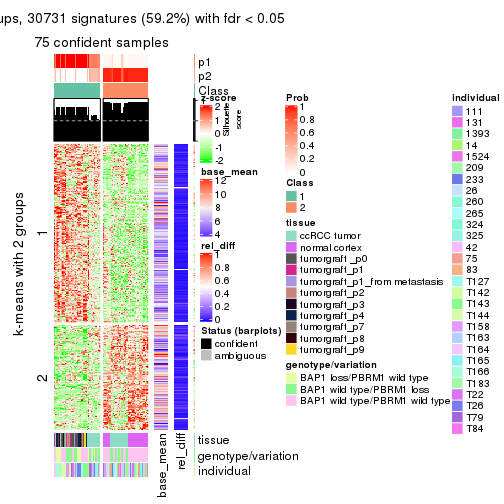 ups, 30731 signatures (59.2%) with fdr < 0.05
75 confident samples
p1
p2
Class
z-score
2
1
0
-1
-2
Silhouette
score
base_mean
12
10
8
6
4
rel_diff
1
0.8
0.6
0.4
0.2
0
Status (barplots)
confident
ambiguous
k-means with 2 groups
1
2
tissue
genotype/variation
individual
base_mean
rel_diff
Prob
1
0.8
0.6
0.4
0.2
0
Class
1
2
tissue
ccRCC tumor
normal cortex
tumorgraft_p0
tumorgraft_p1
tumorgraft_p1_from metastasis
tumorgraft_p2
tumorgraft_p3
tumorgraft_p4
tumorgraft_p7
tumorgraft_p8
tumorgraft_p9
genotype/variation
BAP1 loss/PBRM1 wild type
BAP1 wild type/PBRM1 loss
BAP1 wild type/PBRM1 wild type
individual
111
131
1393
14
1524
209
233
26
260
265
324
325
42
75
83
T127
T142
T143
T144
T158
T163
T164
T165
T166
T183
T22
T26
T79
T84